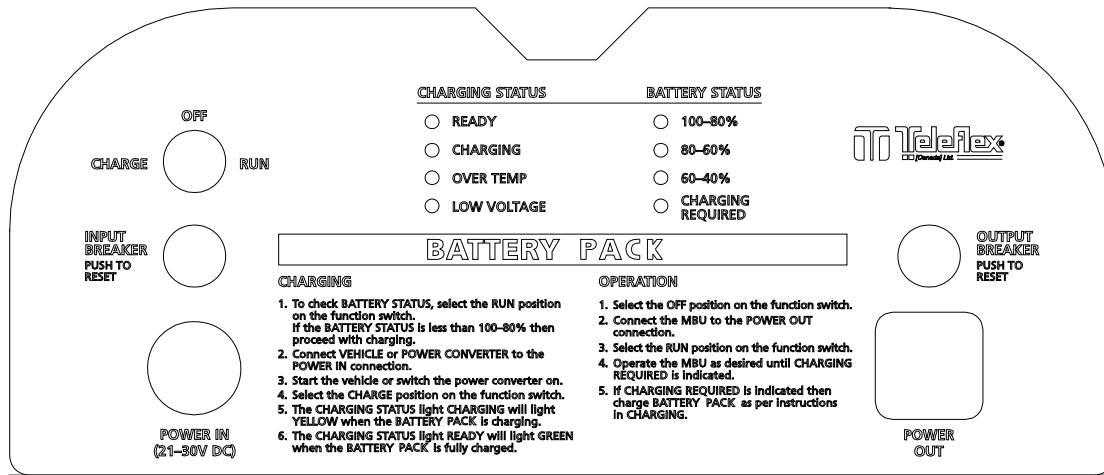 OFF
CHARGE
RUN
INPUT
BREAKER
PUSH TO
RESET
POWER IN
(21–30V DC)
CHARGING STATUS
READY
CHARGING
OVER TEMP
LOW VOLTAGE
BATTERY STATUS
100–80%
80–60%
60–40%
CHARGING
REQUIRED
Teleflex
(Canada) Ltd.
OUTPUT
BREAKER
PUSH TO
RESET
BATTERY PACK
CHARGING
1. To check BATTERY STATUS, select the RUN position
on the function switch.
If the BATTERY STATUS is less than 100–80% then
proceed with charging.
2. Connect VEHICLE or POWER CONVERTER to the
POWER IN connection.
3. Start the vehicle or switch the power converter on.
4. Select the CHARGE position on the function switch.
5. The CHARGING STATUS light CHARGING will light
YELLOW when the BATTERY PACK is charging.
6. The CHARGING STATUS light READY will light GREEN
when the BATTERY PACK is fully charged.
OPERATION
1. Select the OFF position on the function switch.
2. Connect the MBU to the POWER OUT
connection.
3. Select the RUN position on the function switch.
4. Operate the MBU as desired until CHARGING
REQUIRED is indicated.
5. If CHARGING REQUIRED is indicated then
charge BATTERY PACK as per instructions
in CHARGING.
POWER
OUT